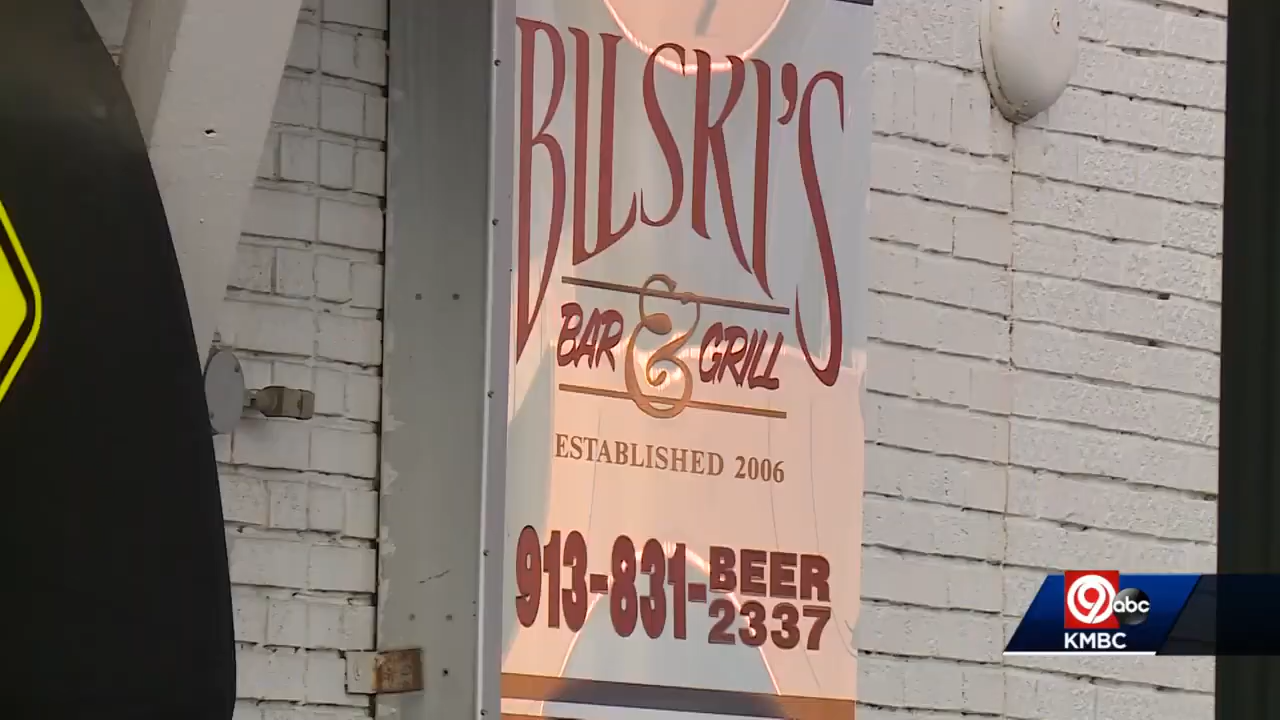 BILSKI'S
BAR & GRILL
ESTABLISHED 2006
913-831-BEER
2337
9 abc
KMBC